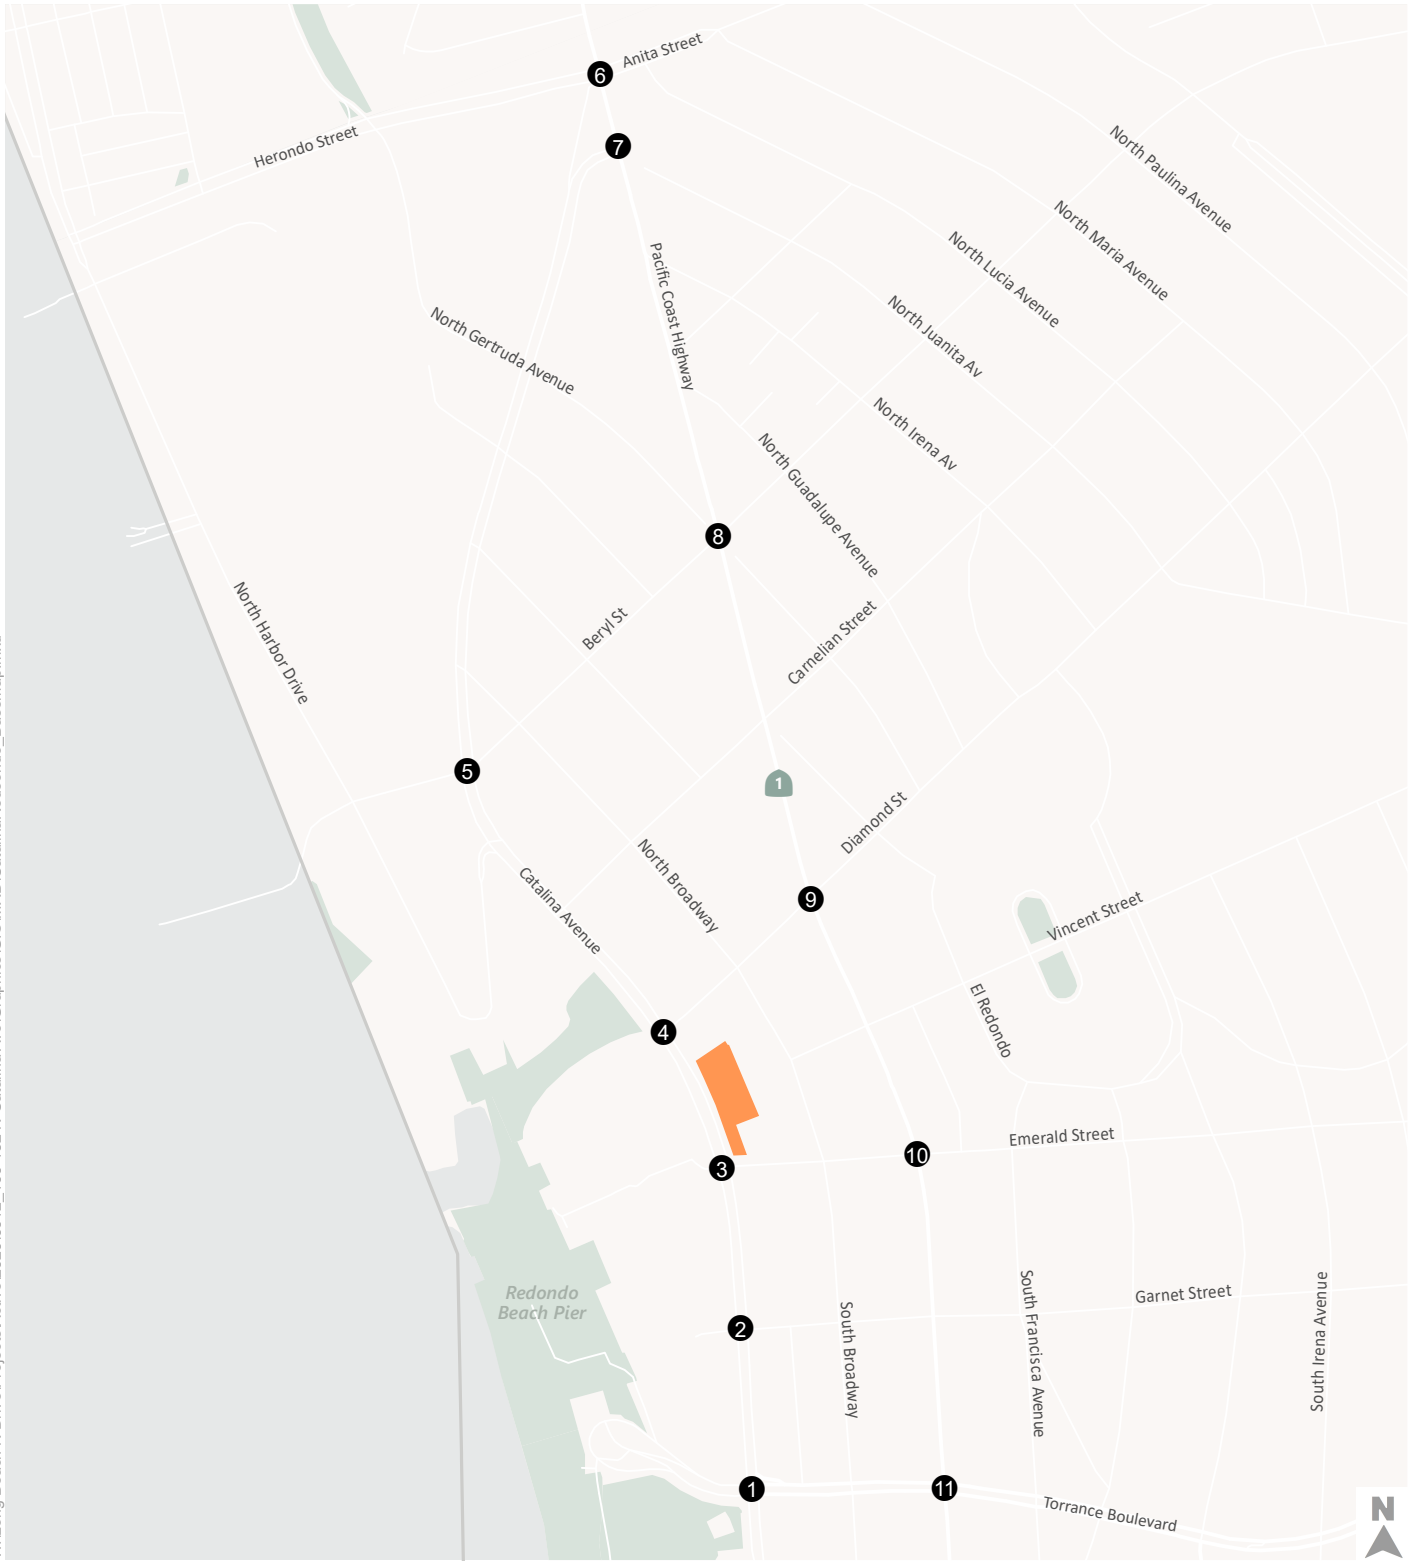 Anita Street
6
7
Herondo Street
North Paulina Avenue
North Maria Avenue
North Lucia Avenue
Pacific Coast Highway
North Juanita Av
North Gertruda Avenue
North Irena Av
North Guadalupe Avenue
8
Beryl St
Carnelian Street
North Harbor Drive
5
1
Diamond St
North Broadway
Catalina Avenue
9
Vincent Street
El Redondo
4
Emerald Street
3
10
Redondo
Beach Pier
South Francisca Avenue
Garnet Street
South Irena Avenue
South Broadway
2
1
11
Torrance Boulevard
N